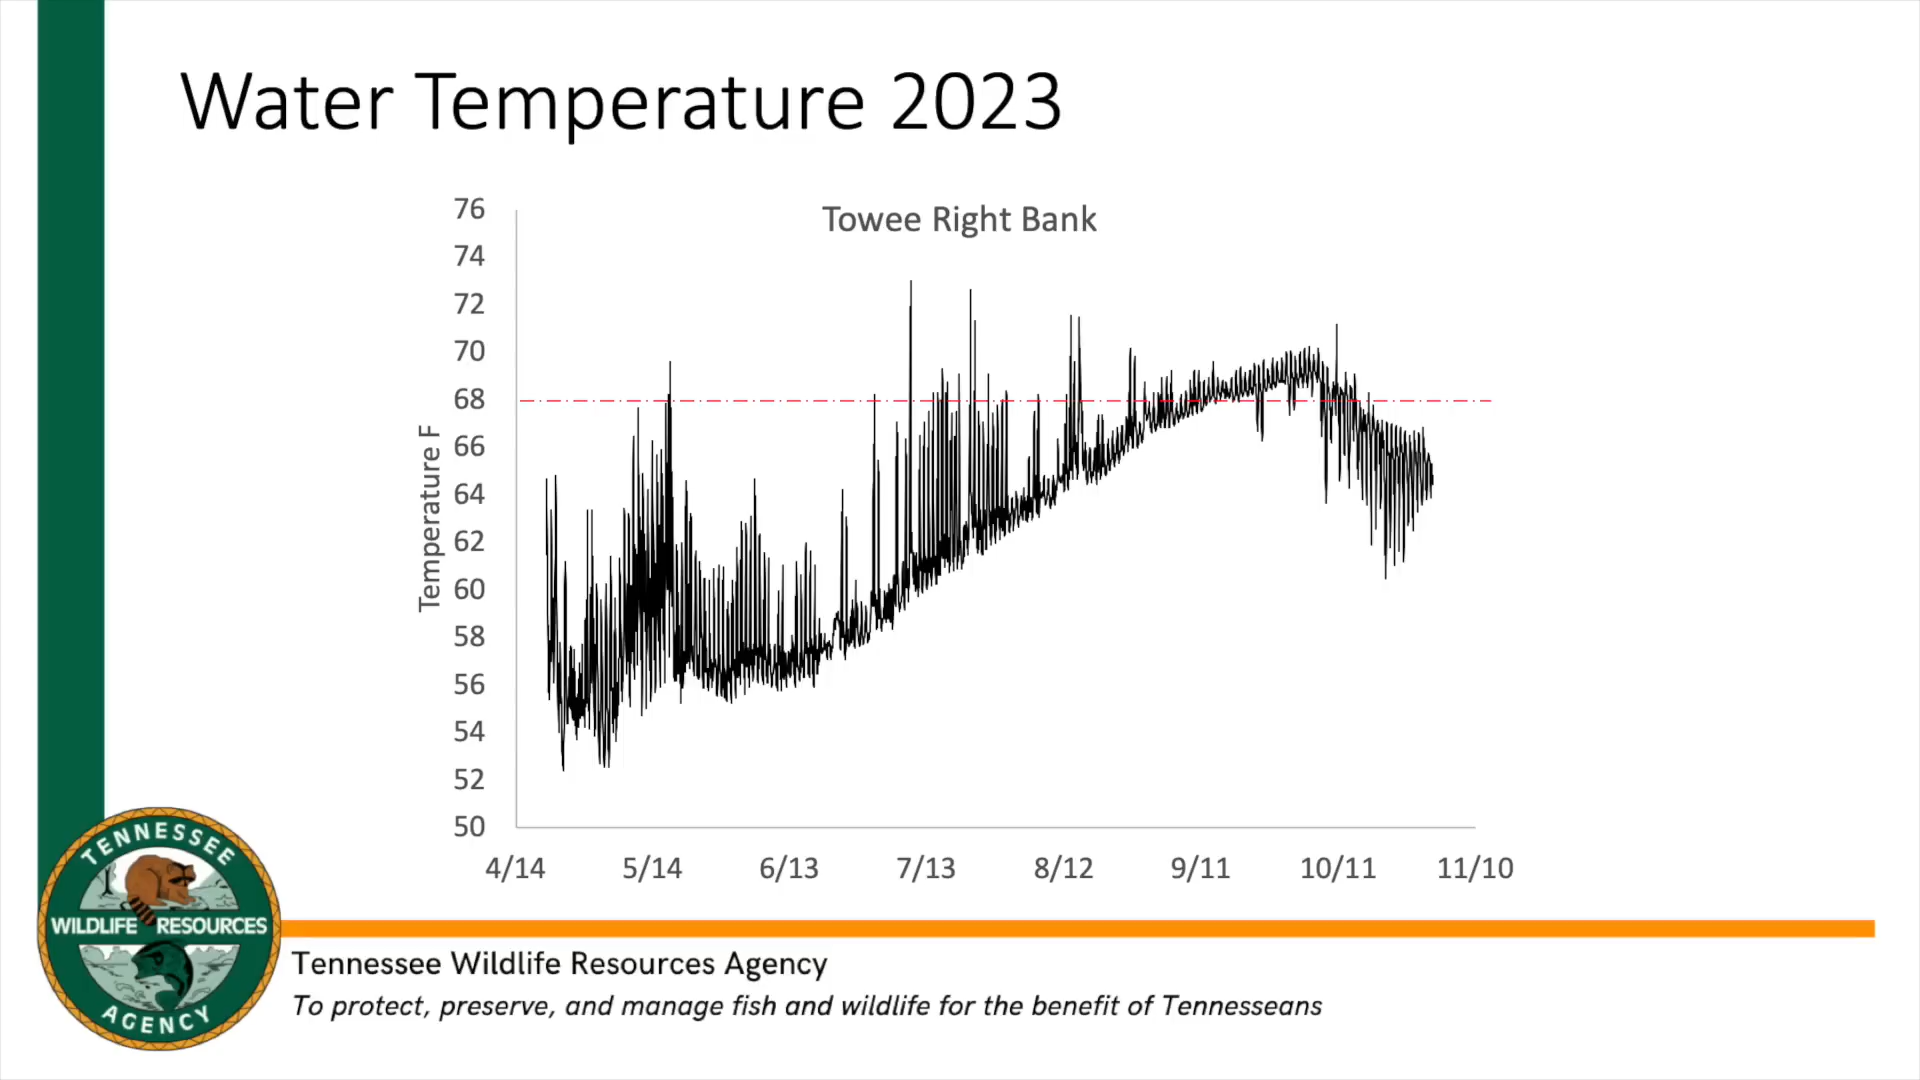 Water Temperature 2023
Towee Right Bank
76
74
72
70
68
66
64
62
60
58
56
54
52
50
Temperature F
4/14 5/14 6/13 7/13 8/12 9/11 10/11 11/10
TENNESSEE
WILDLIFE RESOURCES
AGENCY
Tennessee Wildlife Resources Agency
To protect, preserve, and manage fish and wildlife for the benefit of Tennesseans